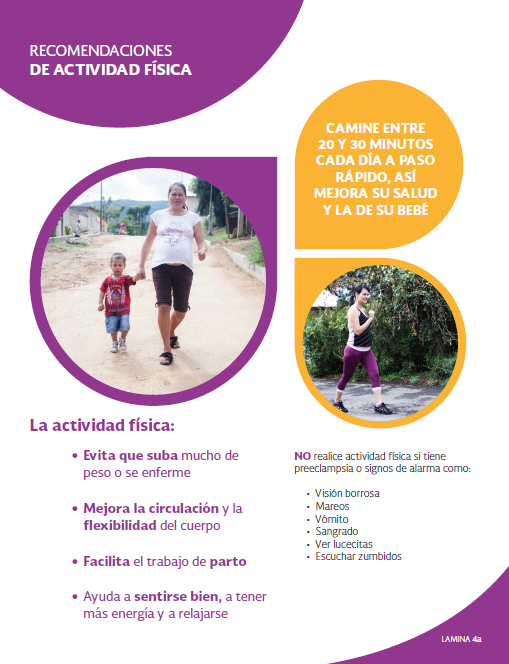 RECOMENDACIONES
DE ACTIVIDAD FÍSICA
CAMINE ENTRE
20 Y 30 MINUTOS
CADA DÍA A PASO
RÁPIDO, ASÍ
MEJORA SU SALUD
Y LA DE SU BEBÉ
La actividad física:
• Evita que suba mucho de
peso o se enferme
• Mejora la circulación y la
flexibilidad del cuerpo
• Facilita el trabajo de parto
• Ayuda a sentirse bien, a tener
más energía y a relajarse
NO realice actividad física si tiene
preeclampsia o signos de alarma como:
• Visión borrosa
• Mareos
• Vómito
• Sangrado
• Ver lucecitas
• Escuchar zumbidos
LAMINA 4a